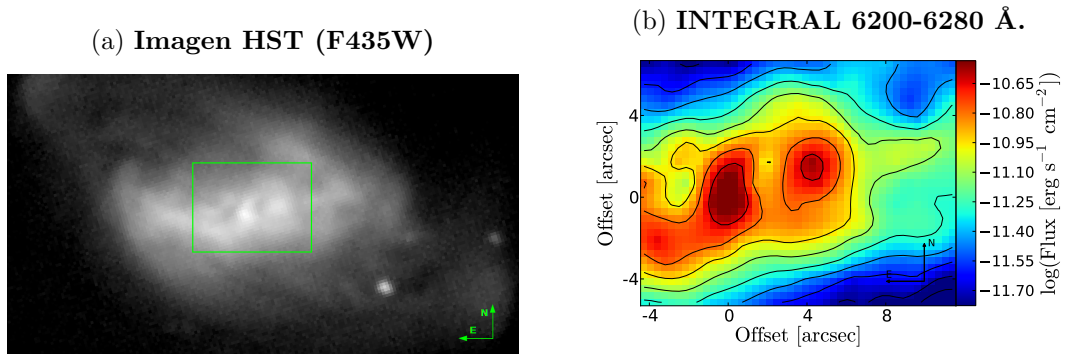 (a) Imagen HST (F435W)
N
E
(b) INTEGRAL 6200-6280 Å.
4
0
-4
Offset [arcsec]
-4
0
4
8
Offset [arcsec]
N
E
−10.65
−10.80
−10.95
−11.10
−11.25
−11.40
−11.55
−11.70
log(Flux [erg s⁻¹ cm⁻²])